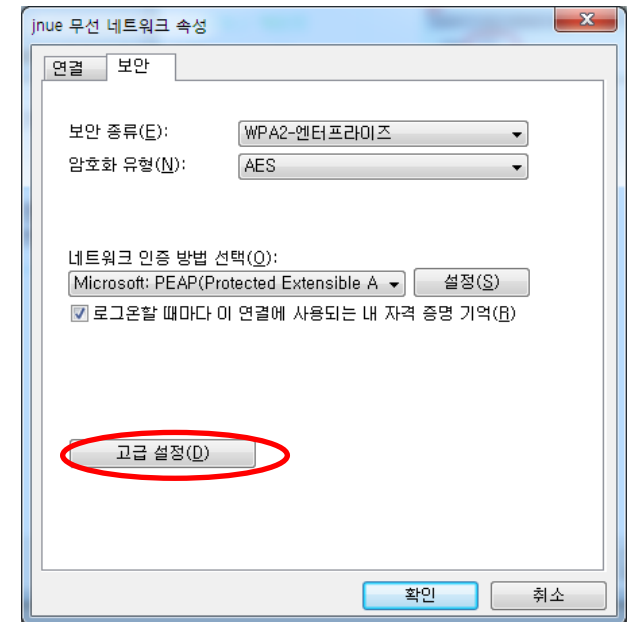 jnue 무선 네트워크 속성
연결 보안
보안 종류(E): WPA2-엔터프라이즈
암호화 유형(N): AES
네트워크 인증 방법 선택(O):
Microsoft: PEAP(Protected Extensible A 설정(S)
로그온할 때마다 이 연결에 사용되는 내 자격 증명 기억(R)
고급 설정(D)
확인 취소